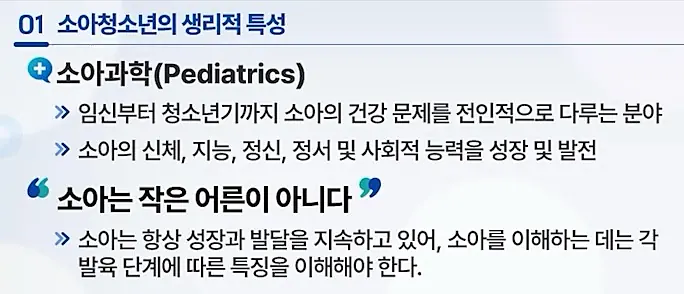 01 소아청소년의 생리적 특성
소아과학(Pediatrics)
» 임신부터 청소년기까지 소아의 건강 문제를 전인적으로 다루는 분야
» 소아의 신체, 지능, 정신, 정서 및 사회적 능력을 성장 및 발전
“ 소아는 작은 어른이 아니다 ”
» 소아는 항상 성장과 발달을 지속하고 있어, 소아를 이해하는 데는 각
발육 단계에 따른 특징을 이해해야 한다.